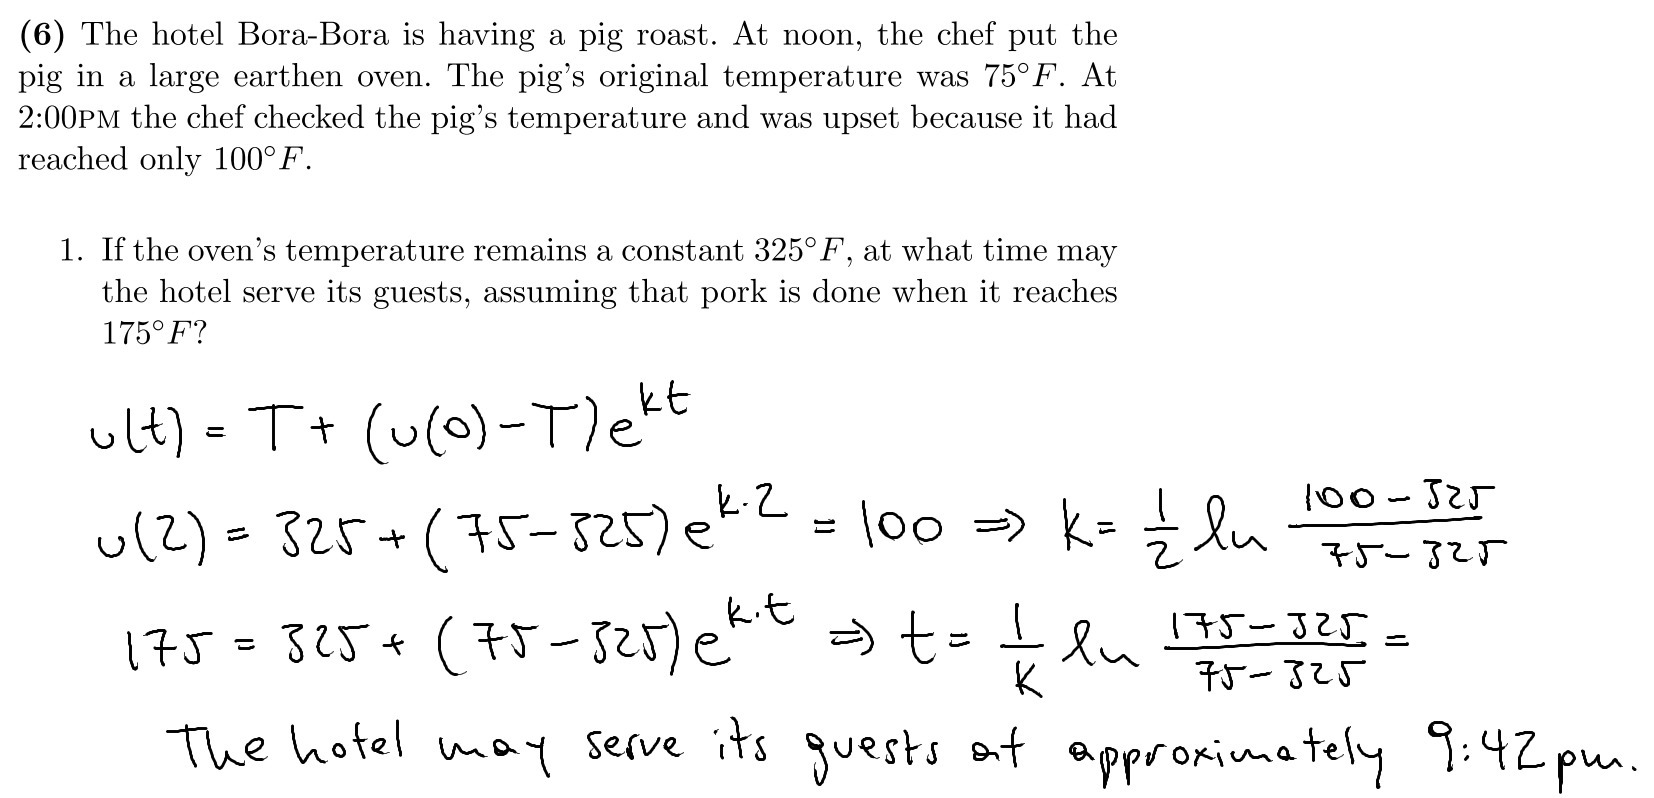 (6) The hotel Bora-Bora is having a pig roast. At noon, the chef put the
pig in a large earthen oven. The pig's original temperature was 75°F. At
2:00PM the chef checked the pig's temperature and was upset because it had
reached only 100°F.
1. If the oven's temperature remains a constant 325°F, at what time may
the hotel serve its guests, assuming that pork is done when it reaches
175°F?
u(t) = T + (u(0) - T)e^{kt}
u(2) = 325 + (75-325)e^{k·2} = 100 ⇒ k = \frac{1}{2} ln \frac{100-325}{75-325}
175 = 325 + (75-325)e^{k·t} ⇒ t = \frac{1}{k} ln \frac{175-325}{75-325} =
The hotel may serve its guests at approximately 9:42 pm.